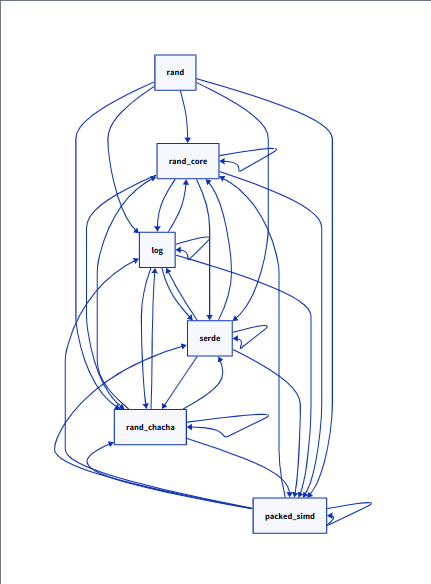 rand
rand_core
log
serde
rand_chacha
packed_simd